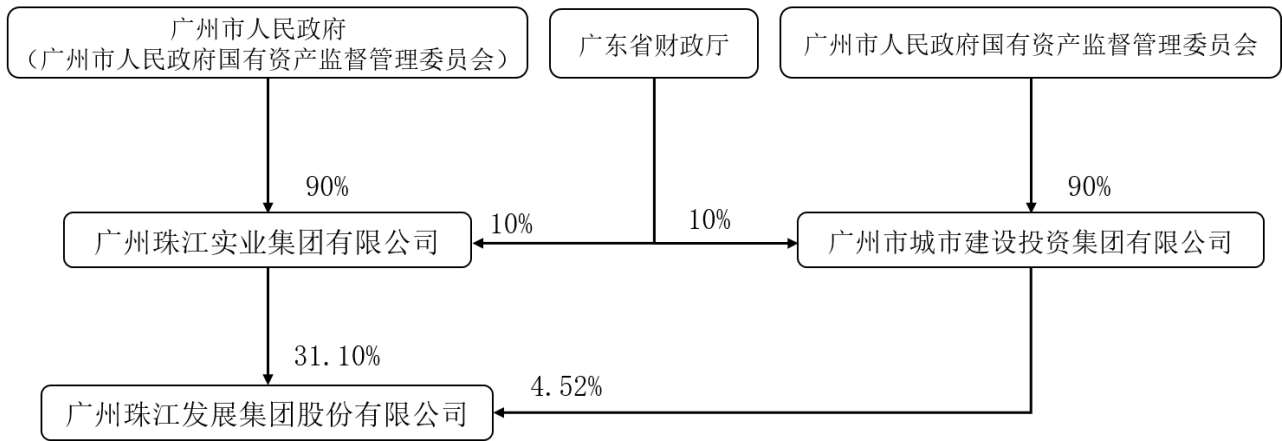 广州市人民政府
（广州市人民政府国有资产监督管理委员会）
广东省财政厅
广州市人民政府国有资产监督管理委员会
90%
90%
广州珠江实业集团有限公司
10%
10%
广州市城市建设投资集团有限公司
31.10%
4.52%
广州珠江发展集团股份有限公司